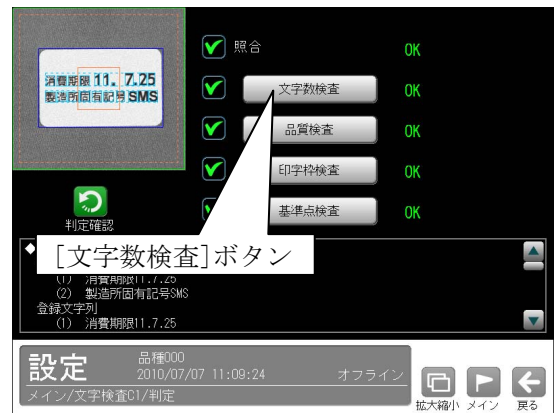 消費期限 11. 7.25
製造所固有記号 SMS
照合 OK
文字数検査 OK
品質検査 OK
印字枠検査 OK
基準点検査 OK
判定確認
[文字数検査]ボタン
(1) 消費期限11.7.25
(2) 製造所固有記号SMS
登録文字列
(1) 消費期限11.7.25
設定
品種000
2010/07/07 11:09:24 オフライン
メイン/文字検査C1/判定
拡大縮小 メイン 戻る